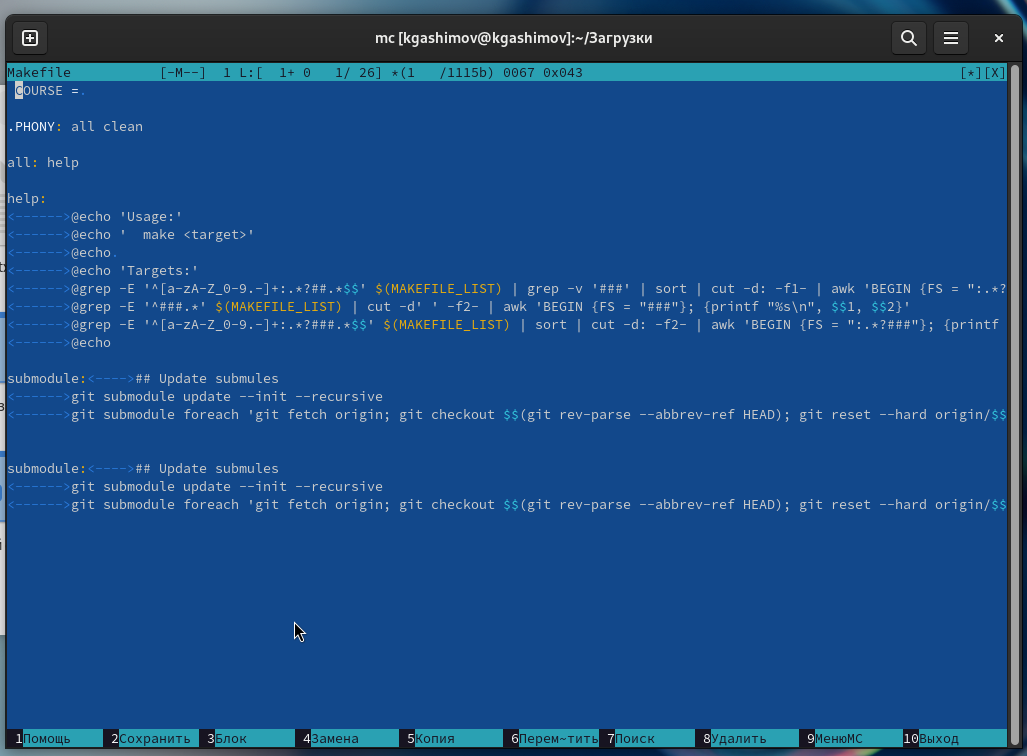 mc [kgashimov@kgashimov]:~/Загрузки
Makefile [-M--] 1 L:[ 1+ 0 1/ 26] *(1 /1115b) 0067 0x043 [*][X]
COURSE =.
.PHONY: all clean
all: help
help:
<------>@echo 'Usage:'
<------>@echo '  make <target>'
<------>@echo.
<------>@echo 'Targets:'
<------>@grep -E '^[a-zA-Z_0-9.-]+:.*?##.*$$' $(MAKEFILE_LIST) | grep -v '###' | sort | cut -d: -f1- | awk 'BEGIN {FS = ":.*?
<------>@grep -E '^###.*' $(MAKEFILE_LIST) | cut -d' ' -f2- | awk 'BEGIN {FS = "###"}; {printf "%s\n", $$1, $$2}'
<------>@grep -E '^[a-zA-Z_0-9.-]+:.*?###.*$$' $(MAKEFILE_LIST) | sort | cut -d: -f2- | awk 'BEGIN {FS = ":.*?###"}; {printf
<------>@echo
submodule:<---->## Update submules
<------>git submodule update --init --recursive
<------>git submodule foreach 'git fetch origin; git checkout $$(git rev-parse --abbrev-ref HEAD); git reset --hard origin/$$
submodule:<---->## Update submules
<------>git submodule update --init --recursive
<------>git submodule foreach 'git fetch origin; git checkout $$(git rev-parse --abbrev-ref HEAD); git reset --hard origin/$$
1Помощь 2Сохранить 3Блок 4Замена 5Копия 6Перем~тить 7Поиск 8Удалить 9МенюMC 10Выход